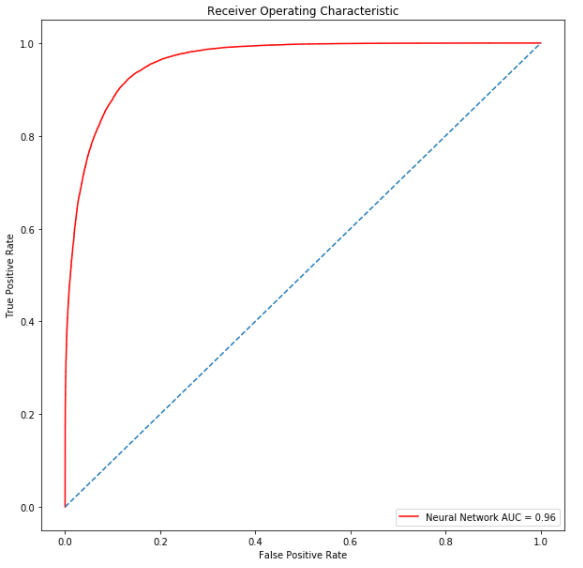 Receiver Operating Characteristic
1.0
0.8
0.6
0.4
0.2
0.0
True Positive Rate
0.0 0.2 0.4 0.6 0.8 1.0
False Positive Rate
Neural Network AUC = 0.96